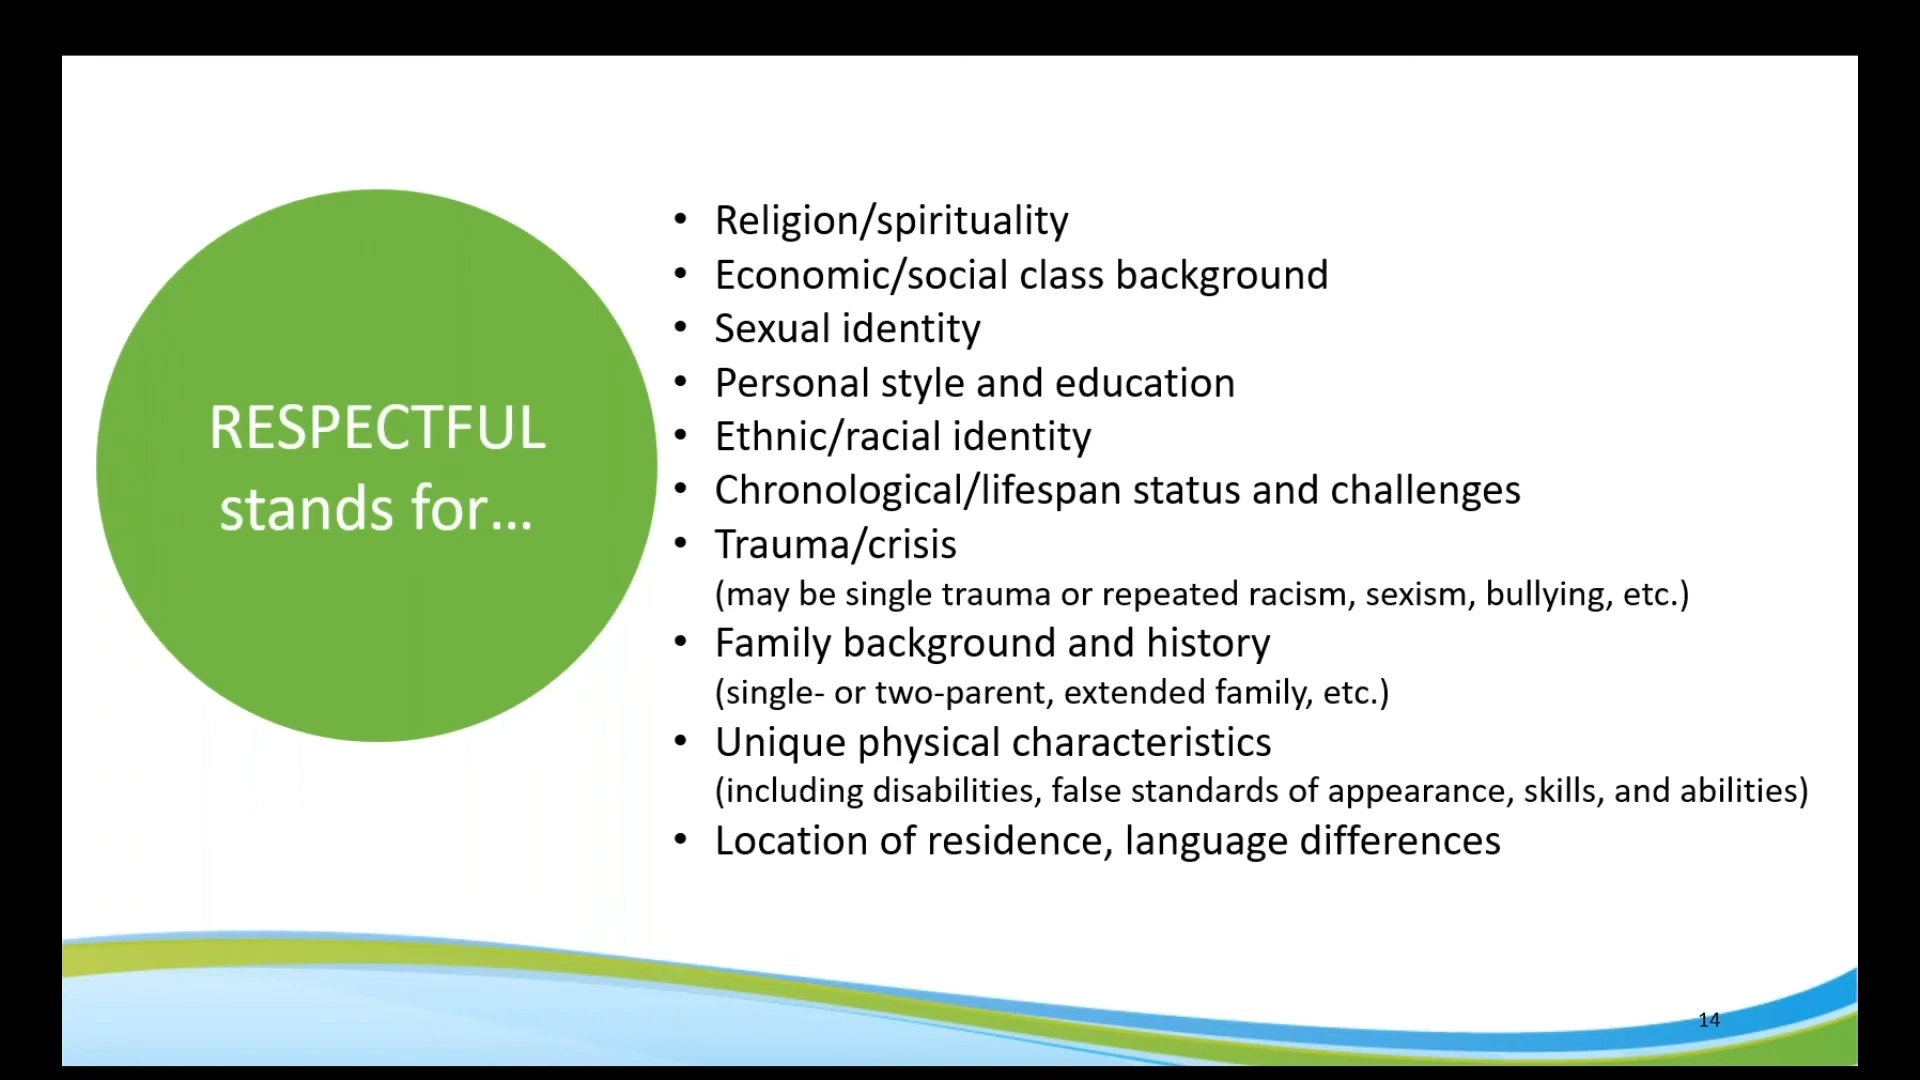 RESPECTFUL
stands for...
• Religion/spirituality
• Economic/social class background
• Sexual identity
• Personal style and education
• Ethnic/racial identity
• Chronological/lifespan status and challenges
• Trauma/crisis
(may be single trauma or repeated racism, sexism, bullying, etc.)
• Family background and history
(single- or two-parent, extended family, etc.)
• Unique physical characteristics
(including disabilities, false standards of appearance, skills, and abilities)
• Location of residence, language differences
14